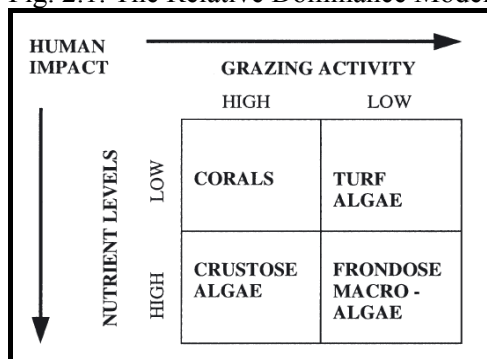 Fig. 2.1. The Relative Dominance Model
HUMAN
IMPACT
GRAZING ACTIVITY
HIGH
LOW
NUTRIENT LEVELS
LOW
CORALS
TURF
ALGAE
HIGH
CRUSTOSE
ALGAE
FRONDOSE
MACRO -
ALGAE